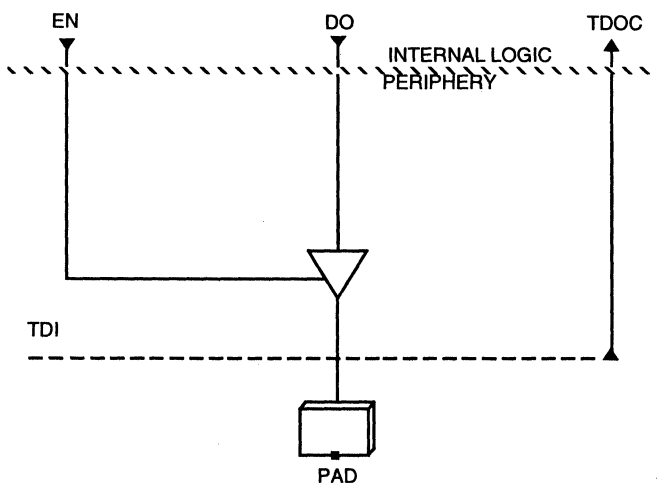 EN
DO
TDOC
INTERNAL LOGIC
PERIPHERY
TDI
PAD